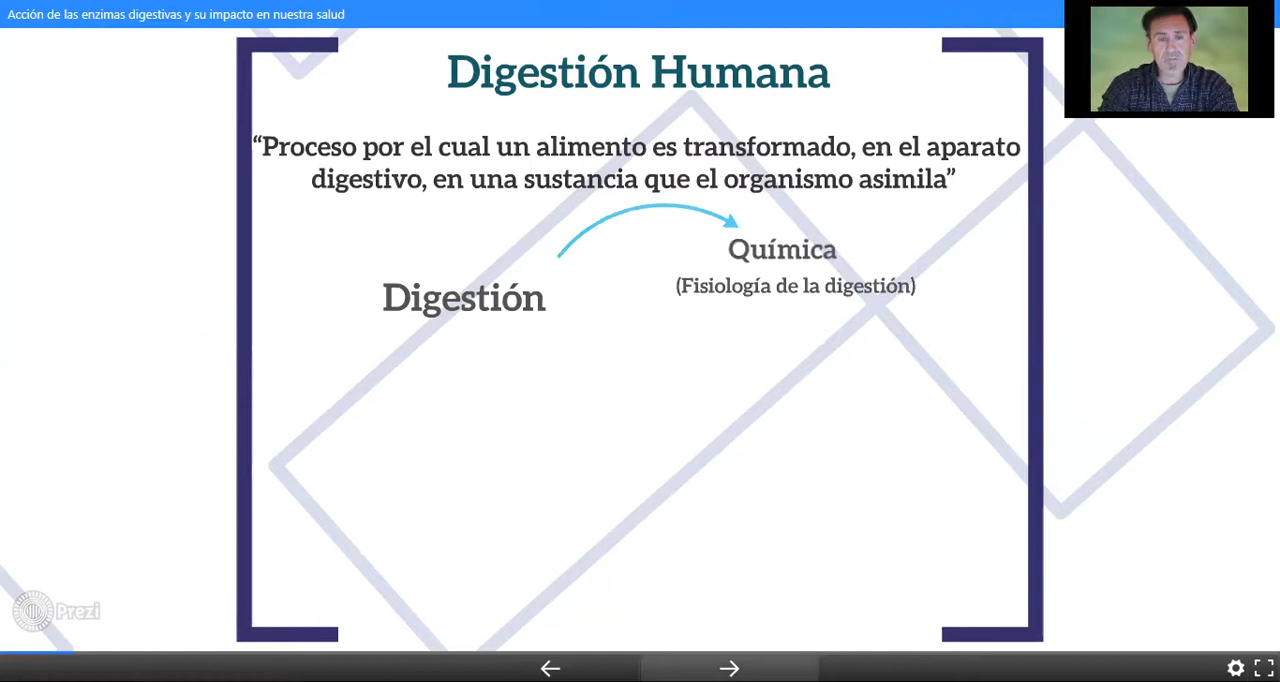 Acción de las enzimas digestivas y su impacto en nuestra salud
Digestión Humana
“Proceso por el cual un alimento es transformado, en el aparato
digestivo, en una sustancia que el organismo asimila”
Química
(Fisiología de la digestión)
Digestión
Prezi